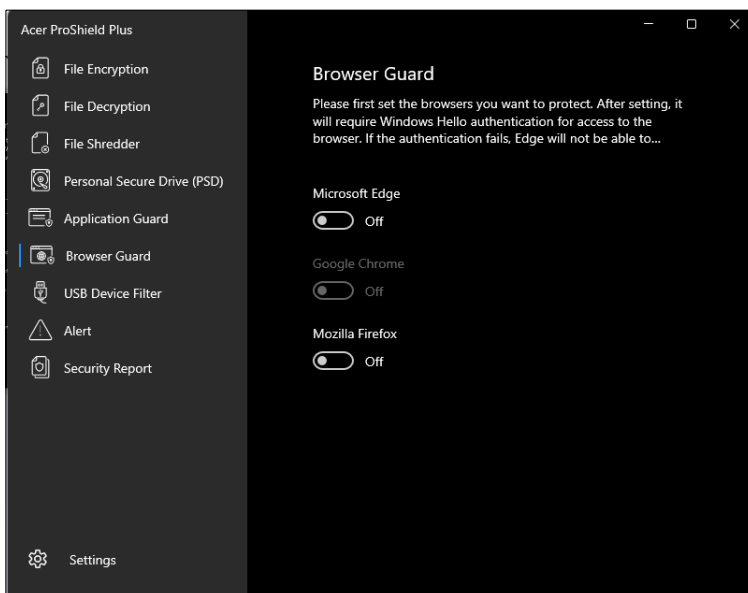 Acer ProShield Plus
File Encryption
File Decryption
File Shredder
Personal Secure Drive (PSD)
Application Guard
Browser Guard
USB Device Filter
Alert
Security Report
Settings
Browser Guard
Please first set the browsers you want to protect. After setting, it
will require Windows Hello authentication for access to the
browser. If the authentication fails, Edge will not be able to...
Microsoft Edge
Off
Google Chrome
Off
Mozilla Firefox
Off